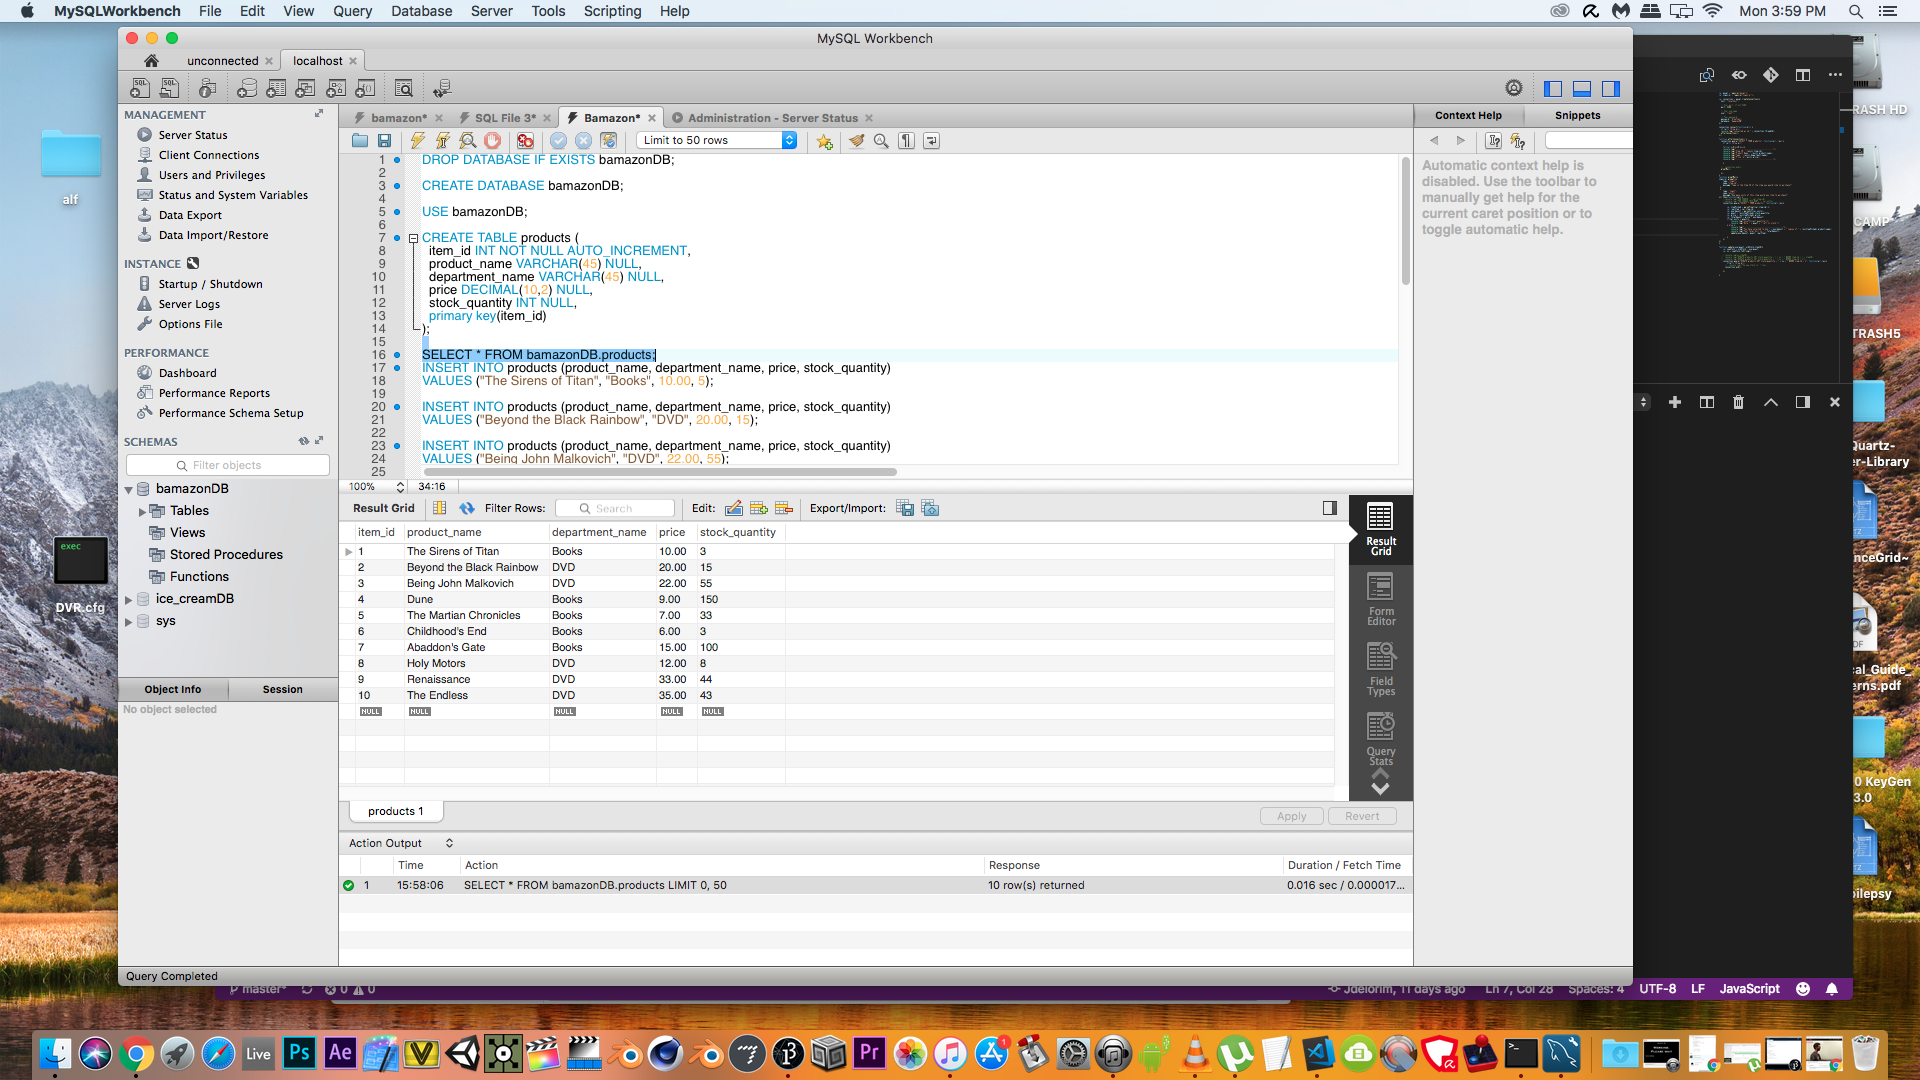 MySQLWorkbench File Edit View Query Database Server Tools Scripting Help Mon 3:59 PM
MySQL Workbench
unconnected localhost
MANAGEMENT
Server Status
Client Connections
Users and Privileges
Status and System Variables
Data Export
Data Import/Restore
INSTANCE
Startup / Shutdown
Server Logs
Options File
PERFORMANCE
Dashboard
Performance Reports
Performance Schema Setup
SCHEMAS
Filter objects
bamazonDB
Tables
Views
Stored Procedures
Functions
ice_creamDB
sys
Object Info Session
No object selected
bamazon* SQL File 3* Bamazon* Administration - Server Status
Limit to 50 rows
1 DROP DATABASE IF EXISTS bamazonDB;
2
3 CREATE DATABASE bamazonDB;
4
5 USE bamazonDB;
6
7 CREATE TABLE products (
8 item_id INT NOT NULL AUTO_INCREMENT,
9 product_name VARCHAR(45) NULL,
10 department_name VARCHAR(45) NULL,
11 price DECIMAL(10,2) NULL,
12 stock_quantity INT NULL,
13 primary key(item_id)
14 );
15
16 SELECT * FROM bamazonDB.products;
17 INSERT INTO products (product_name, department_name, price, stock_quantity)
18 VALUES ("The Sirens of Titan", "Books", 10.00, 5);
19
20 INSERT INTO products (product_name, department_name, price, stock_quantity)
21 VALUES ("Beyond the Black Rainbow", "DVD", 20.00, 15);
22
23 INSERT INTO products (product_name, department_name, price, stock_quantity)
24 VALUES ("Being John Malkovich", "DVD", 22.00, 55);
25
100% 34:16
Result Grid Filter Rows: Search Edit: Export/Import:
item_id product_name department_name price stock_quantity
1 The Sirens of Titan Books 10.00 3
2 Beyond the Black Rainbow DVD 20.00 15
3 Being John Malkovich DVD 22.00 55
4 Dune Books 9.00 150
5 The Martian Chronicles Books 7.00 33
6 Childhood's End Books 6.00 3
7 Abaddon's Gate Books 15.00 100
8 Holy Motors DVD 12.00 8
9 Renaissance DVD 33.00 44
10 The Endless DVD 35.00 43
NULL NULL NULL NULL NULL
Result
Grid
Form
Editor
Field
Types
Query
Stats
products 1
Apply Revert
Action Output
Time Action Response Duration / Fetch Time
1 15:58:06 SELECT * FROM bamazonDB.products LIMIT 0, 50 10 row(s) returned 0.016 sec / 0.000017...
Query Completed
Context Help Snippets
Automatic context help is
disabled. Use the toolbar to
manually get help for the
current caret position or to
toggle automatic help.
master* 0 0 Jdelorim, 11 days ago Ln 7, Col 28 Spaces: 4 UTF-8 LF JavaScript
alf
exec
DVR.cfg
RASH HD
CAMP
TRASH5
Quartz-
er-Library
nceGrid~
cal_Guide_
erns.pdf
0 KeyGen
3.0
pilepsy
Live Ps Ae Pr